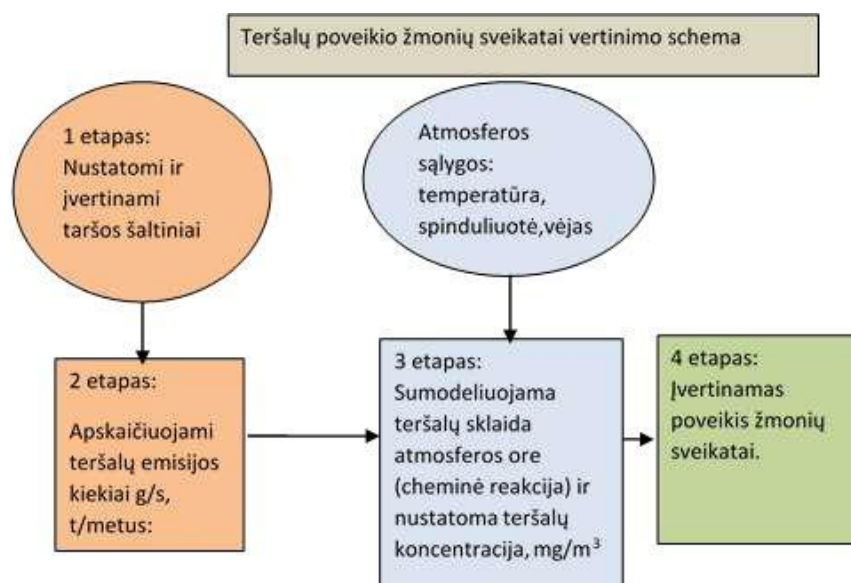 Teršalų poveikio žmonių sveikatai vertinimo schema
1 etapas:
Nustatomi ir
įvertinami
taršos šaltiniai
Atmosferos
sąlygos:
temperatūra,
spinduliuotė,vėjas
2 etapas:
Apskaičiuojami
teršalų emisijos
kiekiai g/s,
t/metus:
3 etapas:
Sumodeliuojama
teršalų sklaida
atmosferos ore
(cheminė reakcija) ir
nustatoma teršalų
koncentracija, mg/m³
4 etapas:
Įvertinamas
poveikis žmonių
sveikatai.